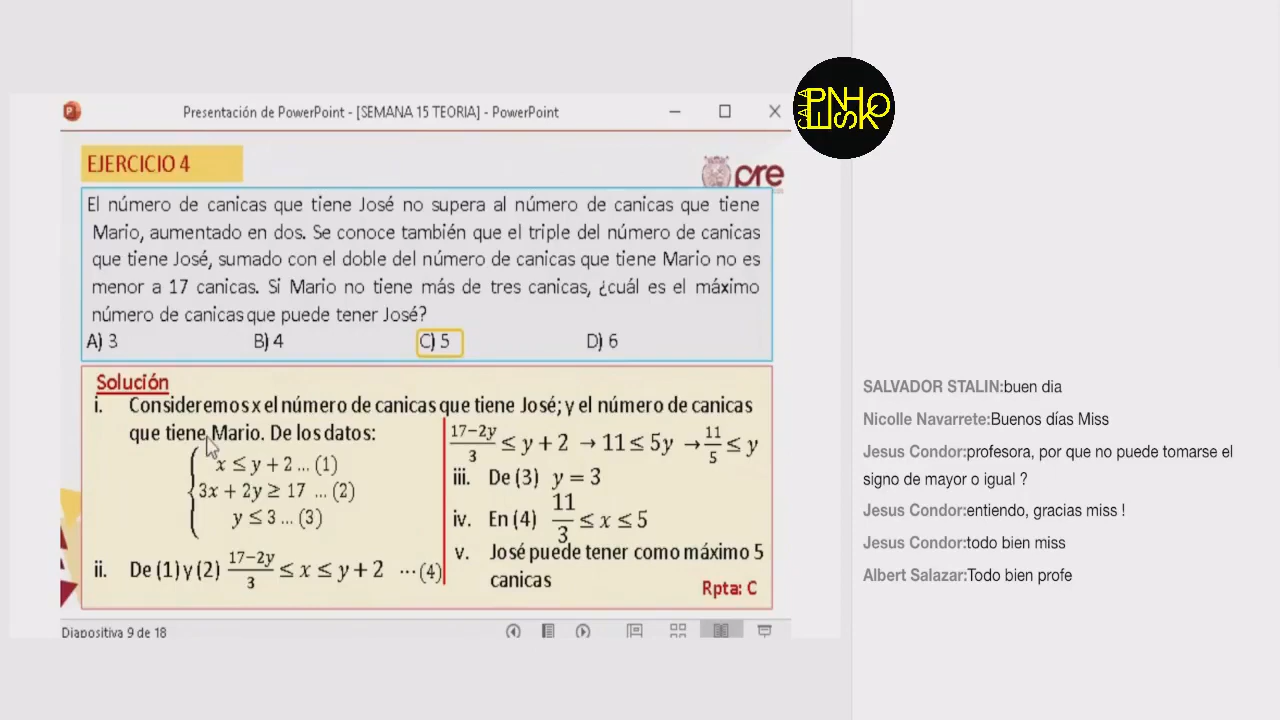 Presentación de PowerPoint - [SEMANA 15 TEORIA] - PowerPoint
CALA
PNHO
ESK
EJERCICIO 4
pre
El número de canicas que tiene José no supera al número de canicas que tiene
Mario, aumentado en dos. Se conoce también que el triple del número de canicas
que tiene José, sumado con el doble del número de canicas que tiene Mario no es
menor a 17 canicas. Si Mario no tiene más de tres canicas, ¿cuál es el máximo
número de canicas que puede tener José?
A) 3 B) 4 C) 5 D) 6
Solución
i. Consideremos x el número de canicas que tiene José; y el número de canicas
que tiene Mario. De los datos:
x ≤ y + 2 ... (1)
3x + 2y ≥ 17 ... (2)
y ≤ 3 ... (3)
ii. De (1) y (2) 17−2y/3 ≤ x ≤ y + 2 ⋯ (4)
17−2y/3 ≤ y + 2 → 11 ≤ 5y → 11/5 ≤ y
iii. De (3) y = 3
iv. En (4) 11/3 ≤ x ≤ 5
v. José puede tener como máximo 5
canicas
Rpta: C
Diapositiva 9 de 18
SALVADOR STALIN:buen dia
Nicolle Navarrete:Buenos días Miss
Jesus Condor:profesora, por que no puede tomarse el
signo de mayor o igual ?
Jesus Condor:entiendo, gracias miss !
Jesus Condor:todo bien miss
Albert Salazar:Todo bien profe